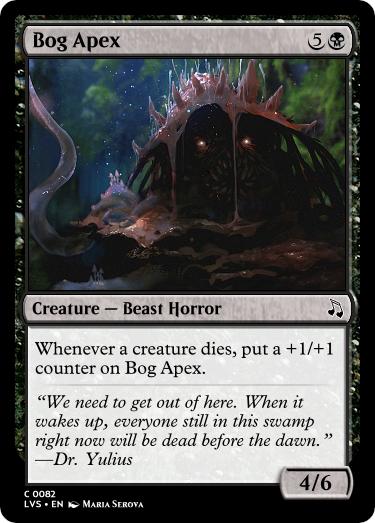 Bog Apex 5
Creature — Beast Horror
Whenever a creature dies, put a +1/+1
counter on Bog Apex.
“We need to get out of here. When it
wakes up, everyone still in this swamp
right now will be dead before the dawn.”
—Dr. Yulius
4/6
C 0082
LVS • EN Maria Serova